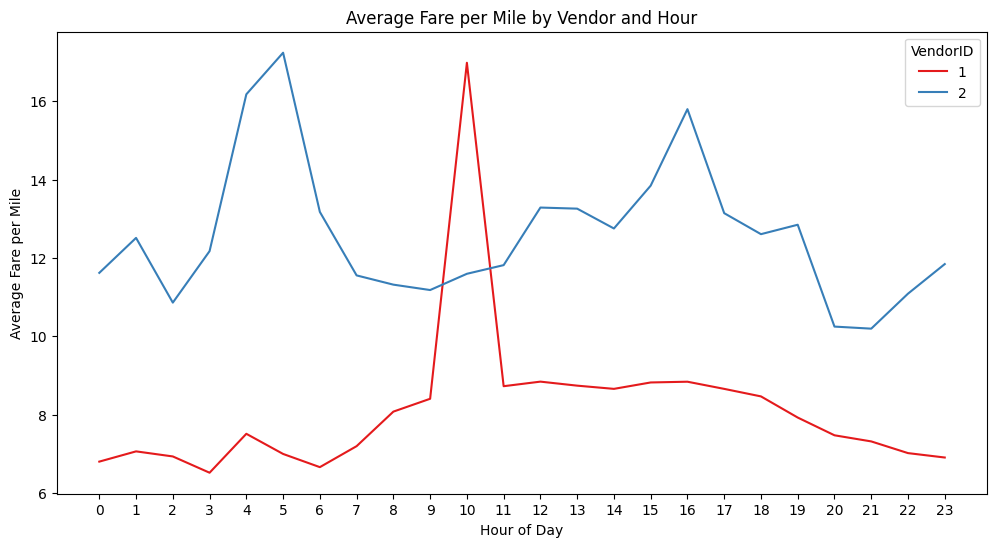 Average Fare per Mile by Vendor and Hour
VendorID
1
2
Average Fare per Mile
16
14
12
10
8
6
0 1 2 3 4 5 6 7 8 9 10 11 12 13 14 15 16 17 18 19 20 21 22 23
Hour of Day